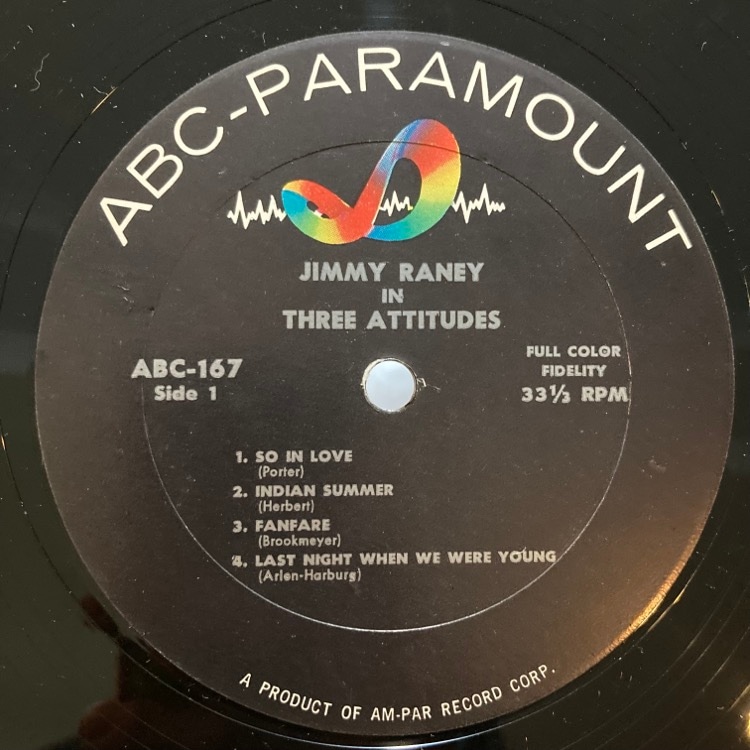 ABC-PARAMOUNT
JIMMY RANEY
IN
THREE ATTITUDES
ABC-167
Side 1
FULL COLOR
FIDELITY
33⅓ RPM
1. SO IN LOVE
(Porter)
2. INDIAN SUMMER
(Herbert)
3. FANFARE
(Brookmeyer)
4. LAST NIGHT WHEN WE WERE YOUNG
(Arlen-Harburg)
A PRODUCT OF AM-PAR RECORD CORP.